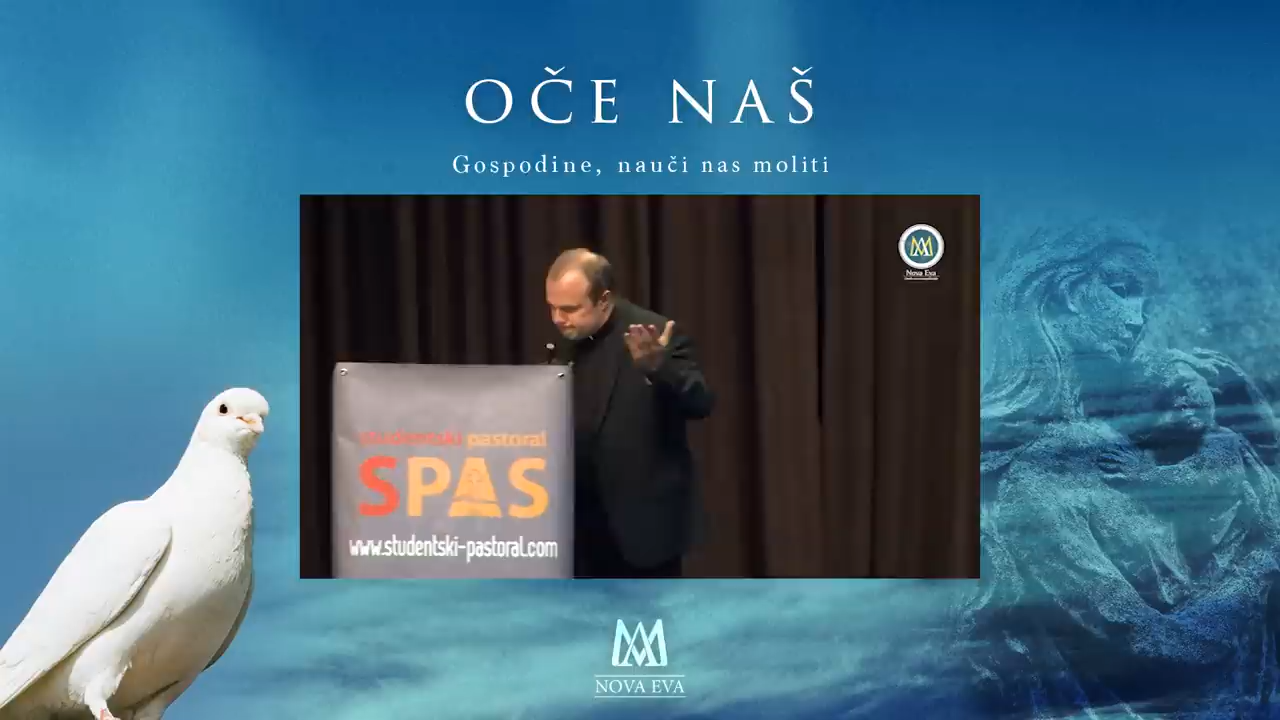 OČE NAŠ
Gospodine, nauči nas moliti
Nova Eva
studentski pastoral
SPAS
www.studentski-pastoral.com
NOVA EVA